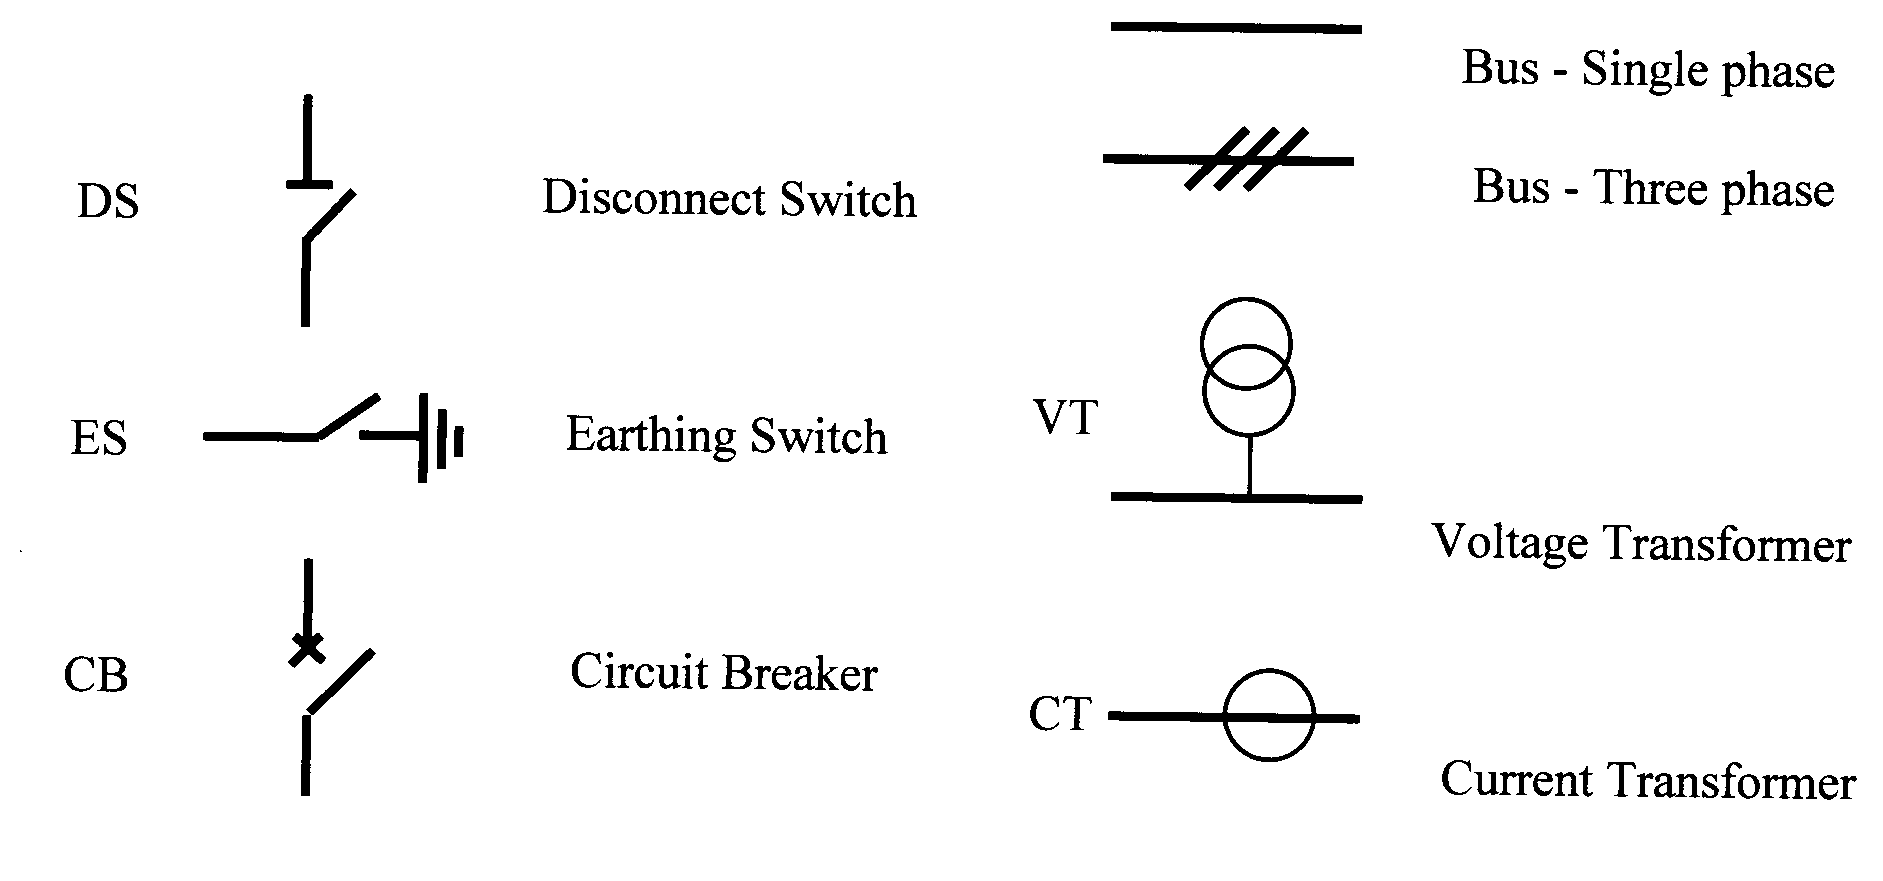 DS
Disconnect Switch
ES
Earthing Switch
CB
Circuit Breaker
Bus - Single phase
Bus - Three phase
VT
Voltage Transformer
CT
Current Transformer